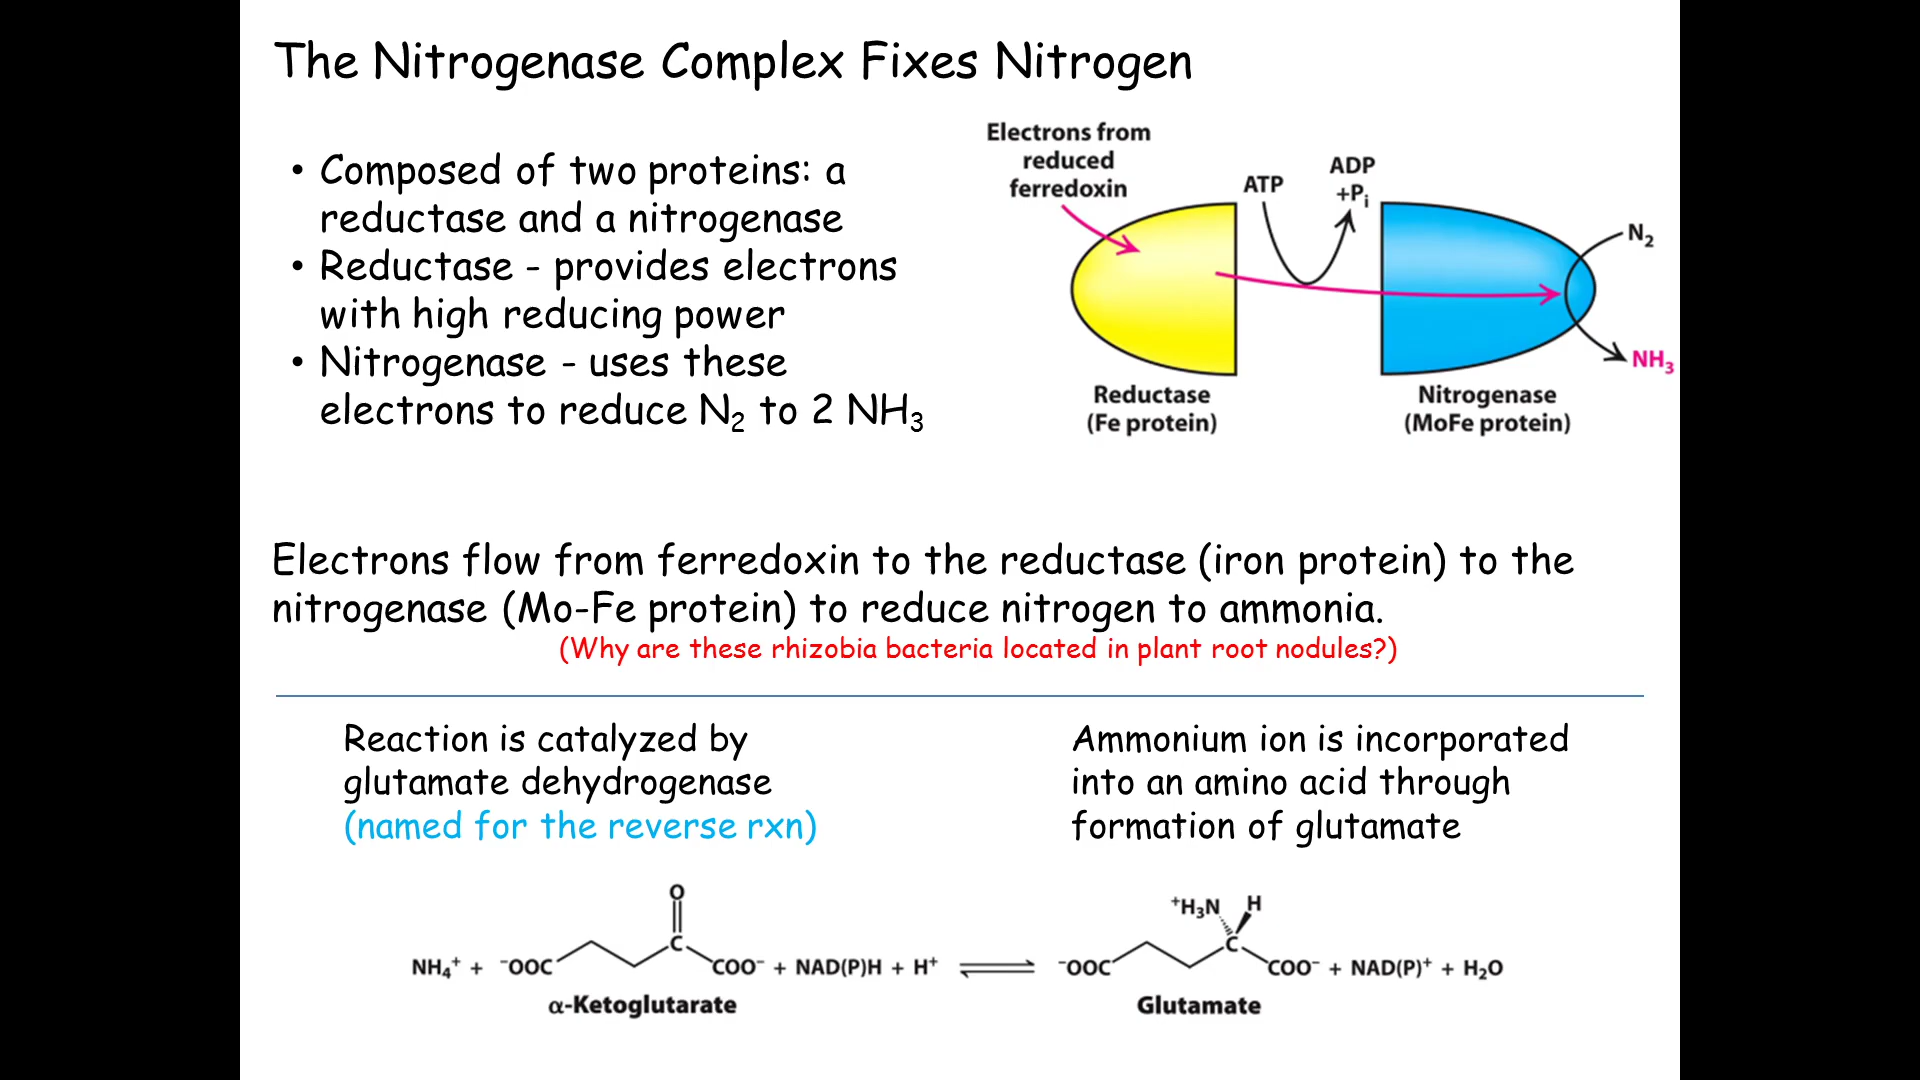 The Nitrogenase Complex Fixes Nitrogen
• Composed of two proteins: a
reductase and a nitrogenase
• Reductase - provides electrons
with high reducing power
• Nitrogenase - uses these
electrons to reduce N₂ to 2 NH₃
Electrons from
reduced
ferredoxin
ATP
ADP
+Pᵢ
N₂
NH₃
Reductase
(Fe protein)
Nitrogenase
(MoFe protein)
Electrons flow from ferredoxin to the reductase (iron protein) to the
nitrogenase (Mo-Fe protein) to reduce nitrogen to ammonia.
(Why are these rhizobia bacteria located in plant root nodules?)
Reaction is catalyzed by
glutamate dehydrogenase
(named for the reverse rxn)
Ammonium ion is incorporated
into an amino acid through
formation of glutamate
O
C
NH₄⁺ + ⁻OOC COO⁻ + NAD(P)H + H⁺
α-Ketoglutarate
⁺H₃N H
C
⁻OOC COO⁻ + NAD(P)⁺ + H₂O
Glutamate